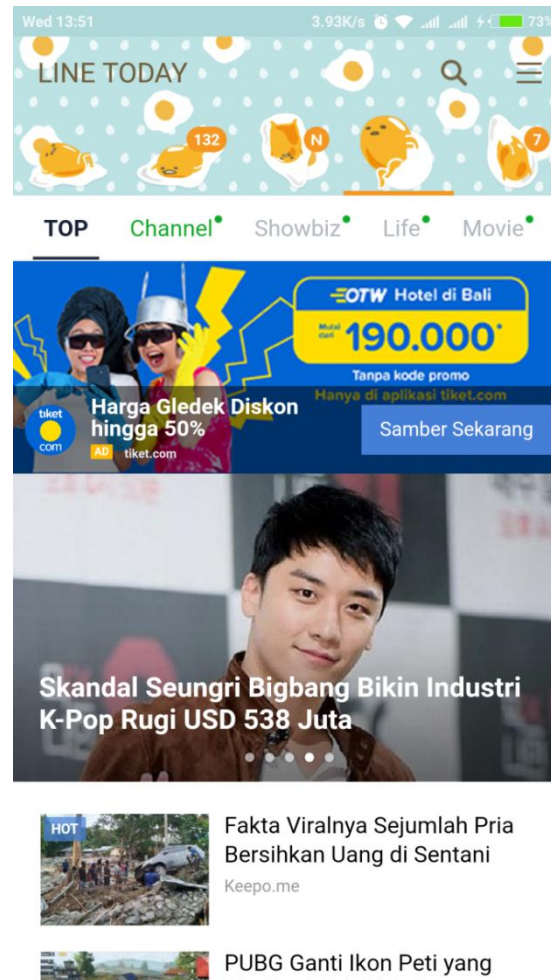 Wed 13:51
3.93K/s
73%
LINE TODAY
132
N
7
TOP
Channel
Showbiz
Life
Movie
OTW Hotel di Bali
Mulai dari 190.000*
Tanpa kode promo
Hanya di aplikasi tiket.com
tiket
com
Harga Gledek Diskon
hingga 50%
AD tiket.com
Samber Sekarang
Skandal Seungri Bigbang Bikin Industri
K-Pop Rugi USD 538 Juta
HOT
Fakta Viralnya Sejumlah Pria
Bersihkan Uang di Sentani
Keepo.me
PUBG Ganti Ikon Peti yang